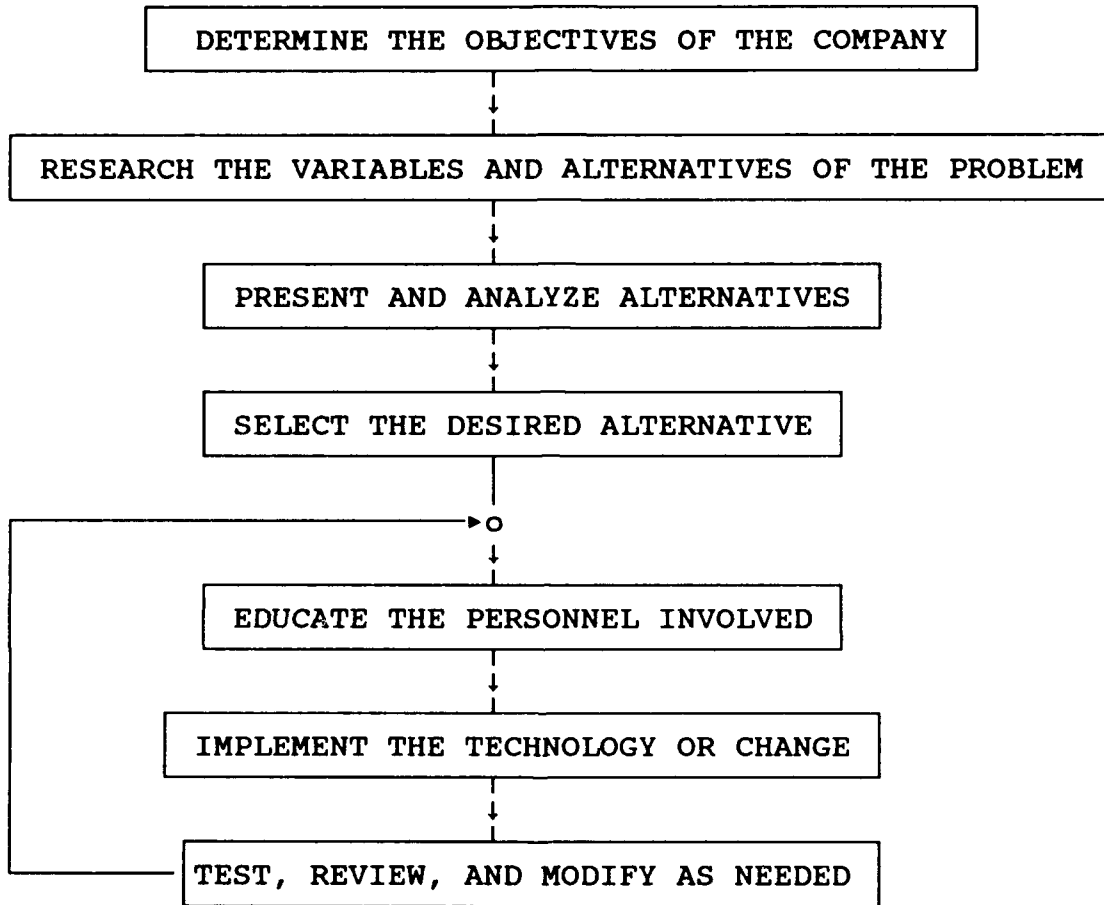 DETERMINE THE OBJECTIVES OF THE COMPANY
RESEARCH THE VARIABLES AND ALTERNATIVES OF THE PROBLEM
PRESENT AND ANALYZE ALTERNATIVES
SELECT THE DESIRED ALTERNATIVE
EDUCATE THE PERSONNEL INVOLVED
IMPLEMENT THE TECHNOLOGY OR CHANGE
TEST, REVIEW, AND MODIFY AS NEEDED